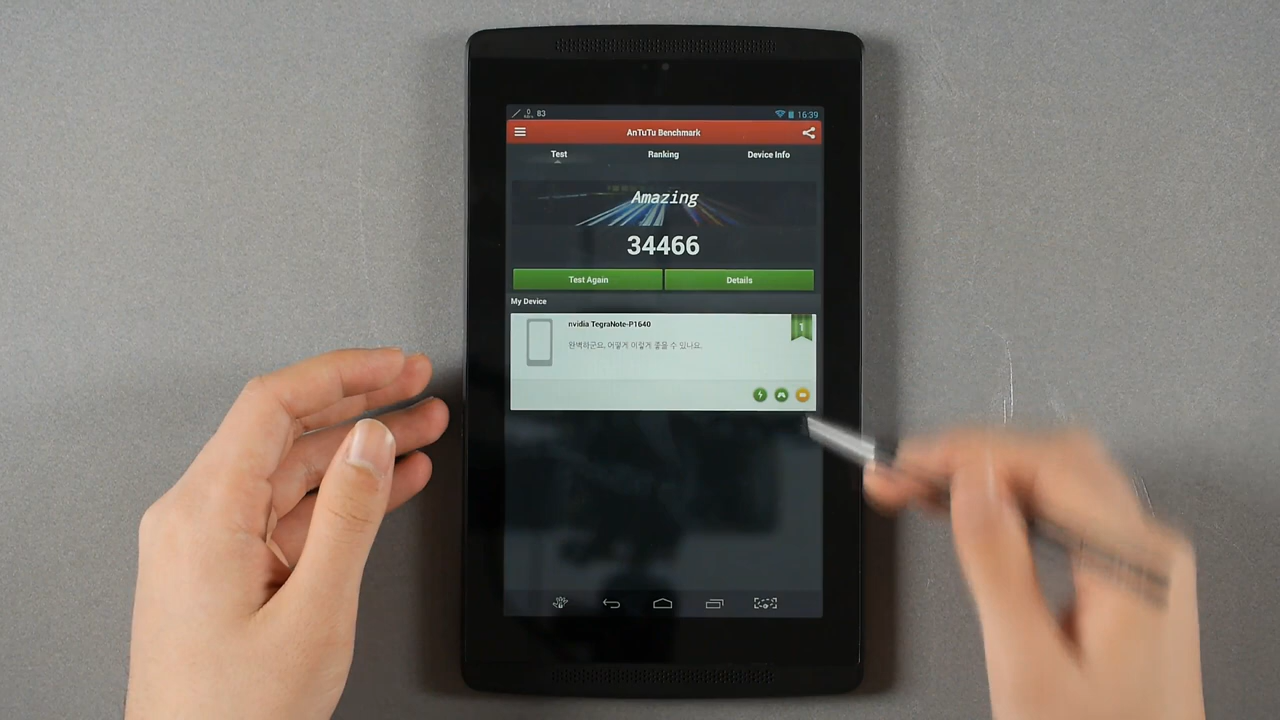 83
16:39
AnTuTu Benchmark
Test
Ranking
Device Info
Amazing
34466
Test Again
Details
My Device
nvidia TegraNote-P1640
1
완벽하군요, 어떻게 이렇게 좋을 수 있나요.